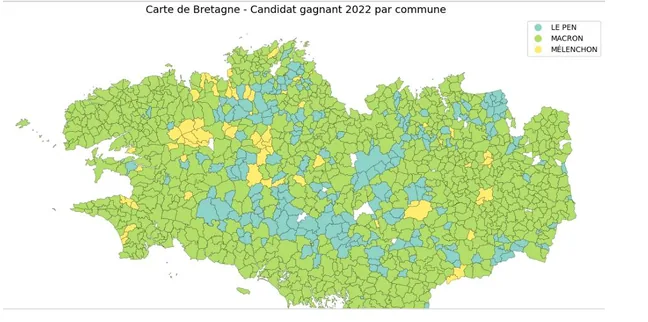 Carte de Bretagne - Candidat gagnant 2022 par commune
LE PEN
MACRON
MÉLENCHON